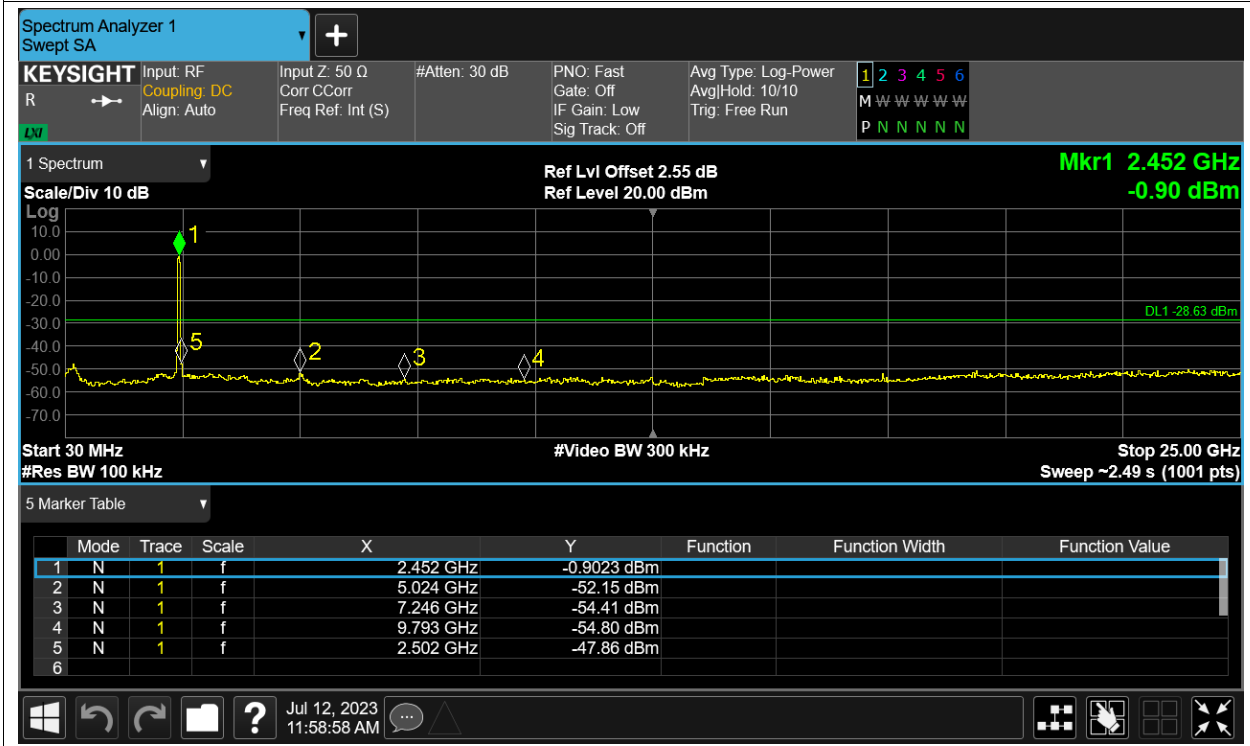 Spectrum Analyzer 1
Swept SA
+
KEYSIGHT
R
LXI
Input: RF
Coupling: DC
Align: Auto
Input Z: 50 Ω
Corr CCorr
Freq Ref: Int (S)
#Atten: 30 dB
PNO: Fast
Gate: Off
IF Gain: Low
Sig Track: Off
Avg Type: Log-Power
Avg|Hold: 10/10
Trig: Free Run
1 2 3 4 5 6
M W W W W W
P N N N N N
1 Spectrum
Scale/Div 10 dB
Ref Lvl Offset 2.55 dB
Ref Level 20.00 dBm
Mkr1 2.452 GHz
-0.90 dBm
Log
10.0
0.00
-10.0
-20.0
-30.0
-40.0
-50.0
-60.0
-70.0
1
5
2
3
4
DL1 -28.63 dBm
Start 30 MHz
#Video BW 300 kHz
Stop 25.00 GHz
#Res BW 100 kHz
Sweep ~2.49 s (1001 pts)
5 Marker Table
Mode Trace Scale X Y Function Function Width Function Value
1 N 1 f 2.452 GHz -0.9023 dBm
2 N 1 f 5.024 GHz -52.15 dBm
3 N 1 f 7.246 GHz -54.41 dBm
4 N 1 f 9.793 GHz -54.80 dBm
5 N 1 f 2.502 GHz -47.86 dBm
6
?
Jul 12, 2023
11:58:58 AM